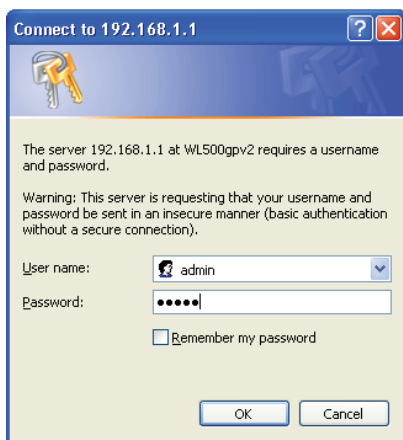 Connect to 192.168.1.1
The server 192.168.1.1 at WL500gpv2 requires a username
and password.
Warning: This server is requesting that your username and
password be sent in an insecure manner (basic authentication
without a secure connection).
User name:
admin
Password:
•••••
Remember my password
OK
Cancel